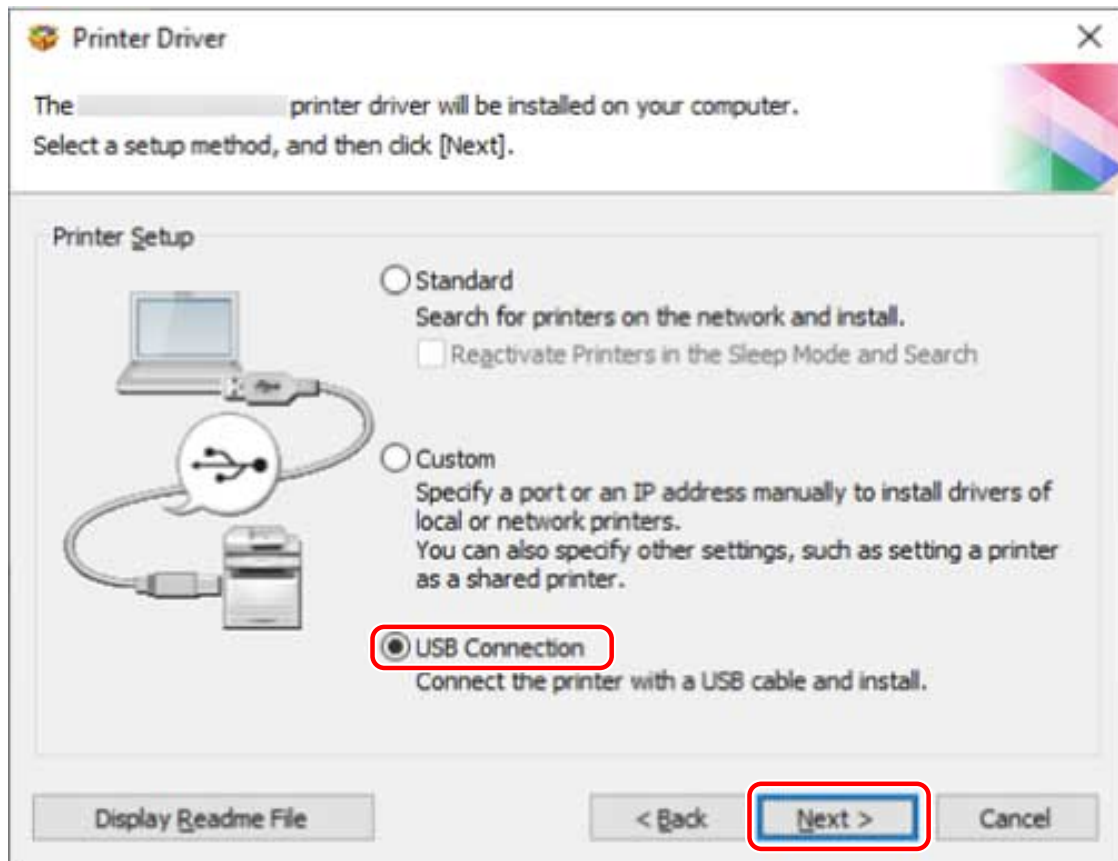 Printer Driver
The printer driver will be installed on your computer.
Select a setup method, and then click [Next].
Printer Setup
Standard
Search for printers on the network and install.
Reactivate Printers in the Sleep Mode and Search
Custom
Specify a port or an IP address manually to install drivers of
local or network printers.
You can also specify other settings, such as setting a printer
as a shared printer.
USB Connection
Connect the printer with a USB cable and install.
Display Readme File
< Back
Next >
Cancel